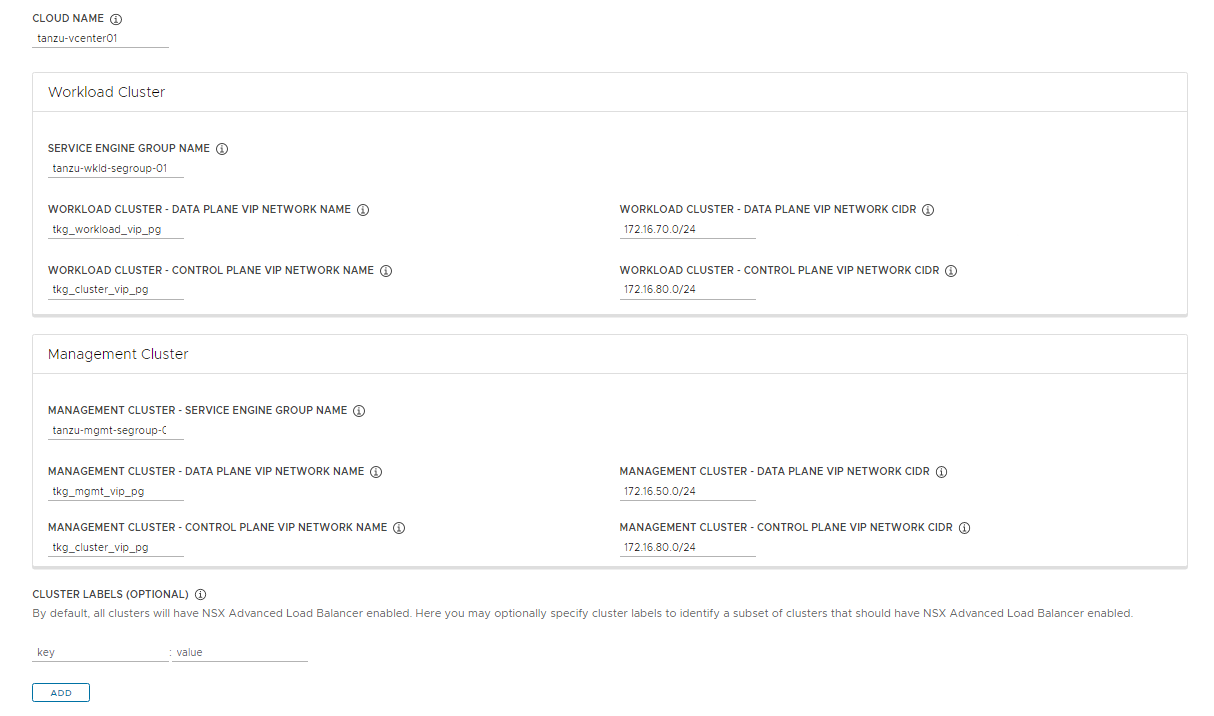 CLOUD NAME
tanzu-vcenter01
Workload Cluster
SERVICE ENGINE GROUP NAME
tanzu-wkld-segroup-01
WORKLOAD CLUSTER - DATA PLANE VIP NETWORK NAME
WORKLOAD CLUSTER - DATA PLANE VIP NETWORK CIDR
tkg_workload_vip_pg
172.16.70.0/24
WORKLOAD CLUSTER - CONTROL PLANE VIP NETWORK NAME
WORKLOAD CLUSTER - CONTROL PLANE VIP NETWORK CIDR
tkg_cluster_vip_pg
172.16.80.0/24
Management Cluster
MANAGEMENT CLUSTER - SERVICE ENGINE GROUP NAME
tanzu-mgmt-segroup-
MANAGEMENT CLUSTER - DATA PLANE VIP NETWORK NAME
MANAGEMENT CLUSTER - DATA PLANE VIP NETWORK CIDR
tkg_mgmt_vip_pg
172.16.50.0/24
MANAGEMENT CLUSTER - CONTROL PLANE VIP NETWORK NAME
MANAGEMENT CLUSTER - CONTROL PLANE VIP NETWORK CIDR
tkg_cluster_vip_pg
172.16.80.0/24
CLUSTER LABELS (OPTIONAL)
By default, all clusters will have NSX Advanced Load Balancer enabled. Here you may optionally specify cluster labels to identify a subset of clusters that should have NSX Advanced Load Balancer enabled.
key : value
ADD